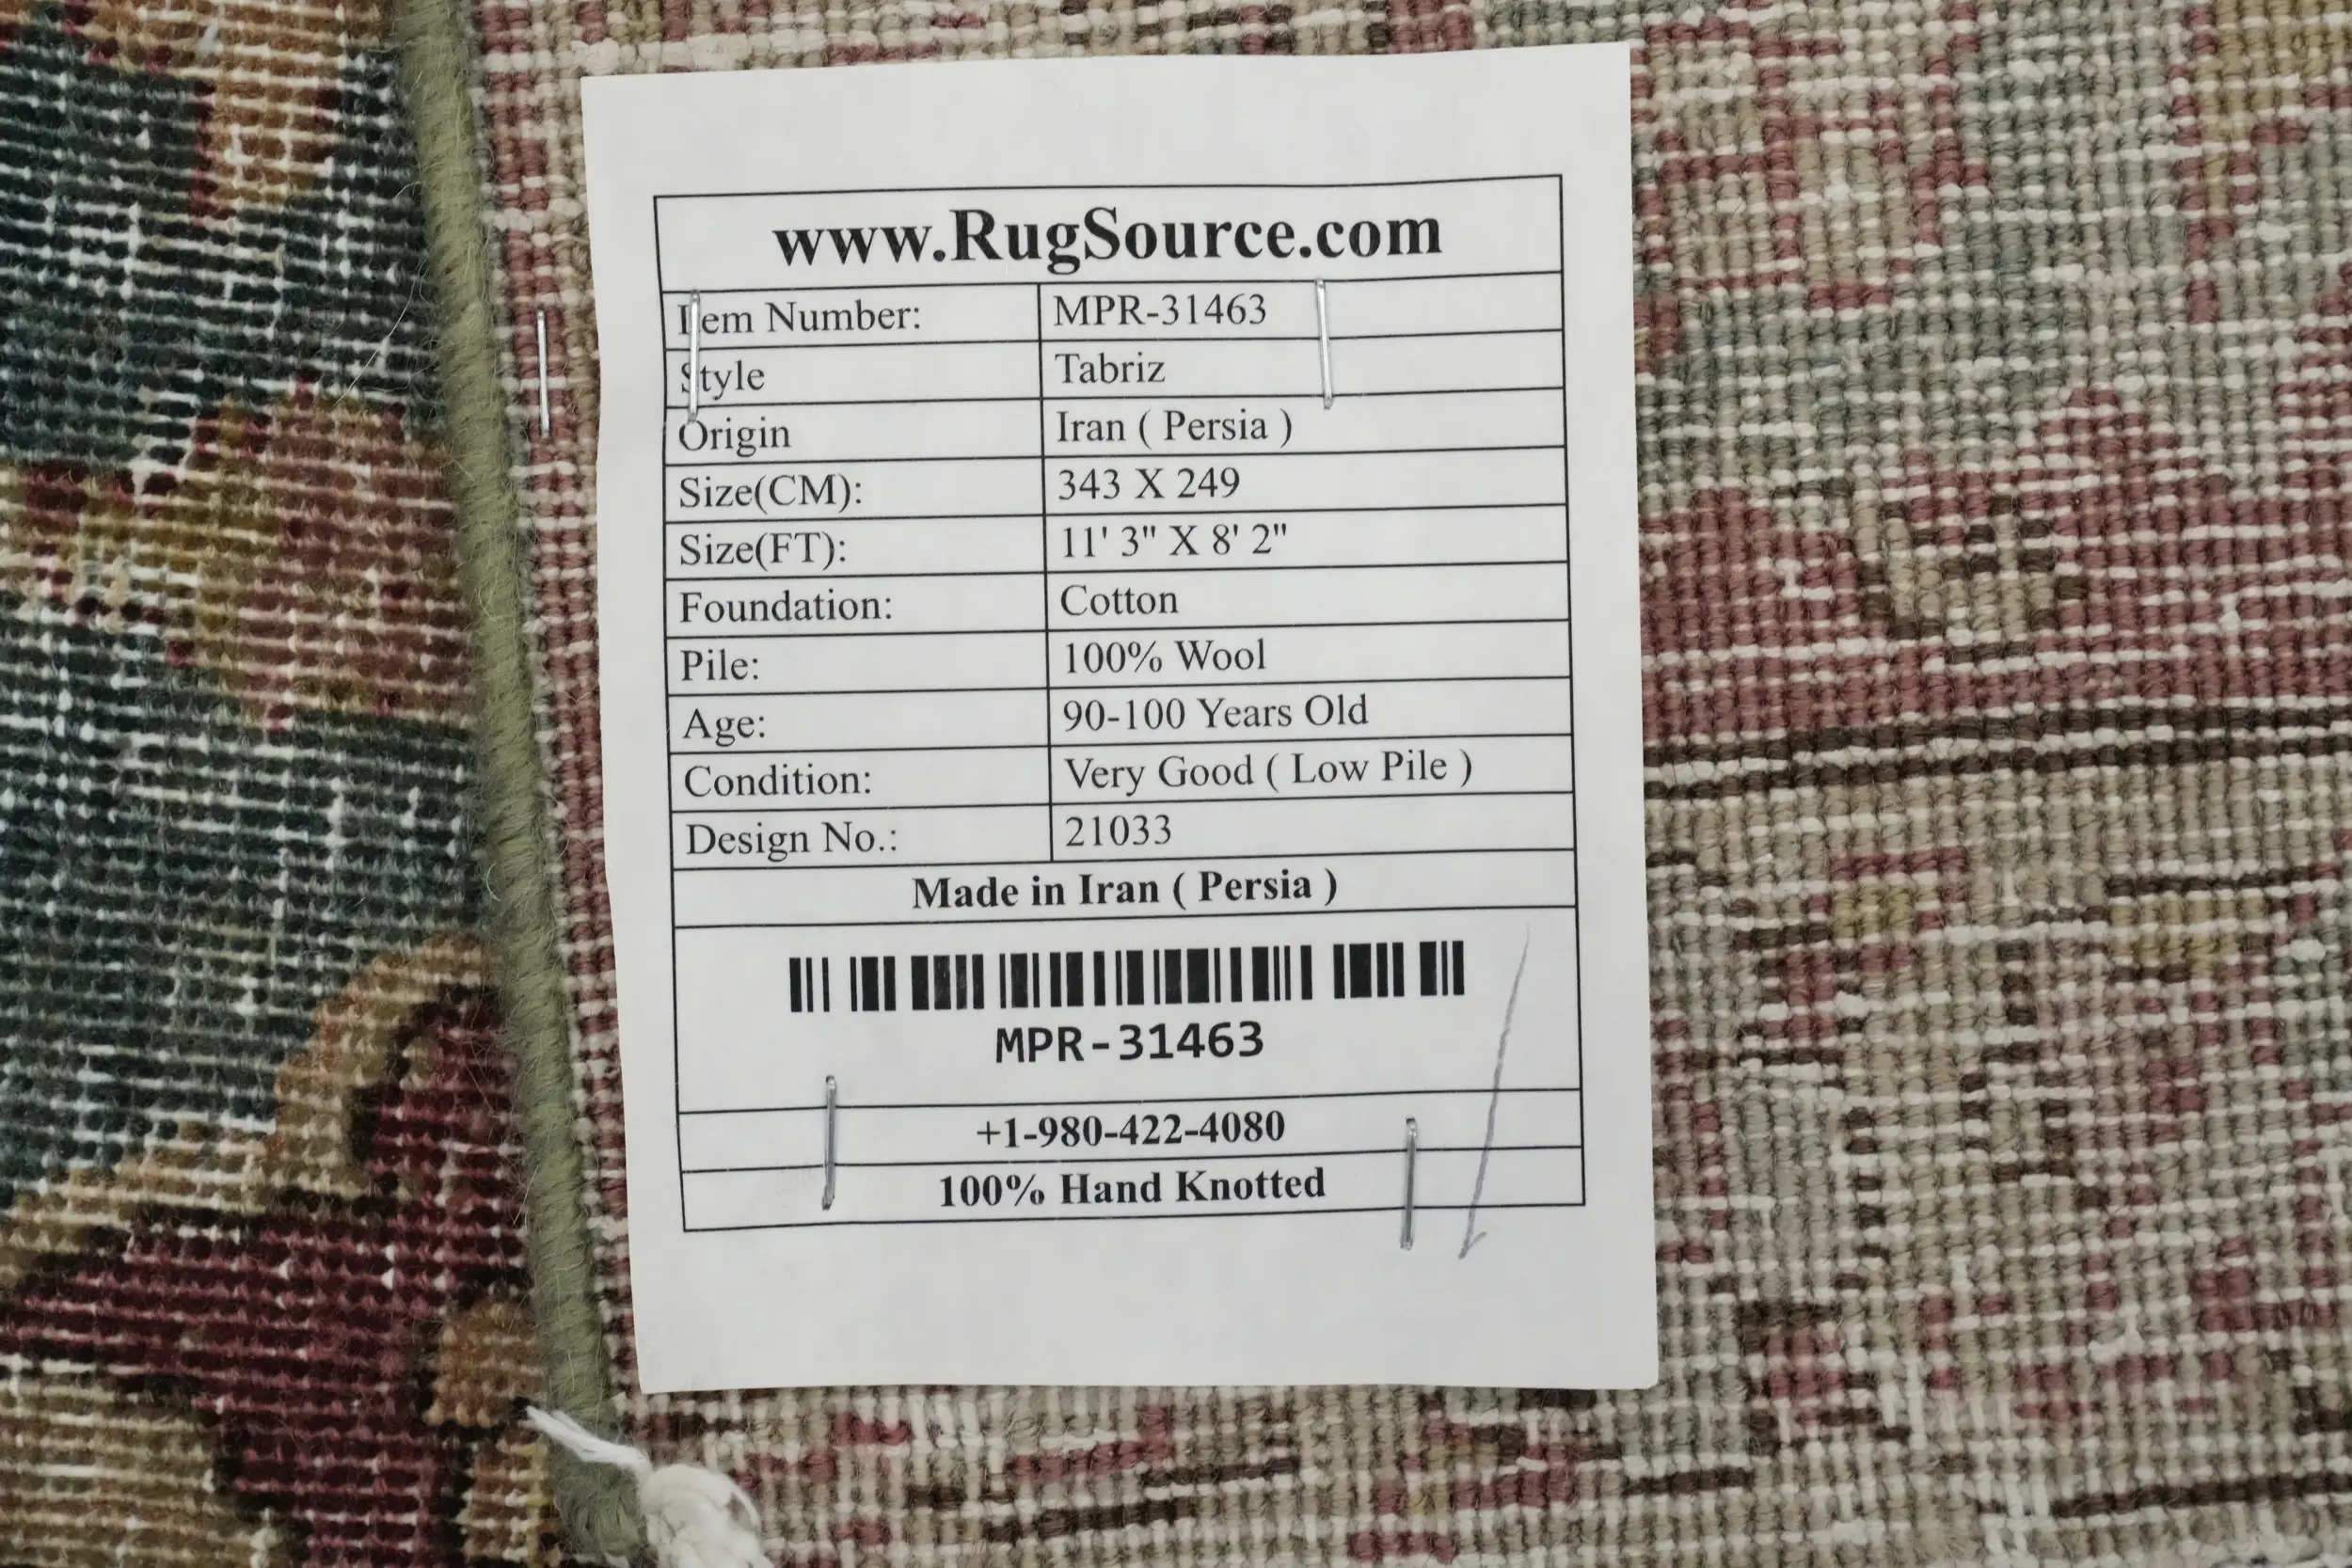 www.RugSource.com
Item Number: MPR-31463
Style Tabriz
Origin Iran ( Persia )
Size(CM): 343 X 249
Size(FT): 11' 3" X 8' 2"
Foundation: Cotton
Pile: 100% Wool
Age: 90-100 Years Old
Condition: Very Good ( Low Pile )
Design No.: 21033
Made in Iran ( Persia )
MPR-31463
+1-980-422-4080
100% Hand Knotted